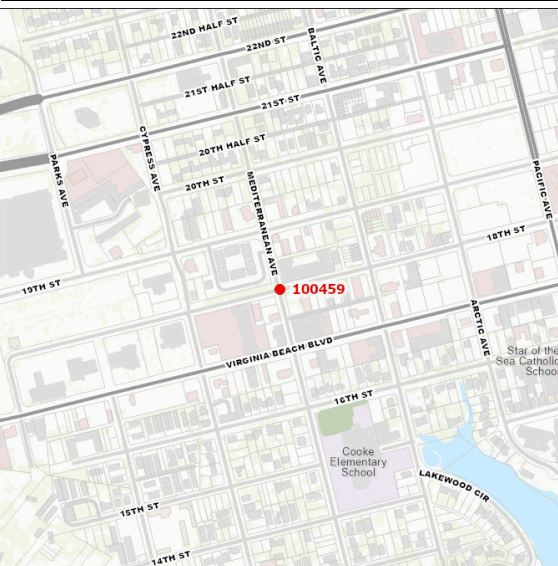 22ND HALF ST
22ND ST
BALTIC AVE
21ST HALF ST
21ST ST
CYPRESS AVE
20TH HALF ST
PARKS AVE
20TH ST
MEDITERRANEAN AVE
PACIFIC AVE
18TH ST
19TH ST
100459
ARCTIC AVE
VIRGINIA BEACH BLVD
Star of the
Sea Catholic
School
16TH ST
Cooke
Elementary
School
LAKEWOOD CIR
15TH ST
14TH ST